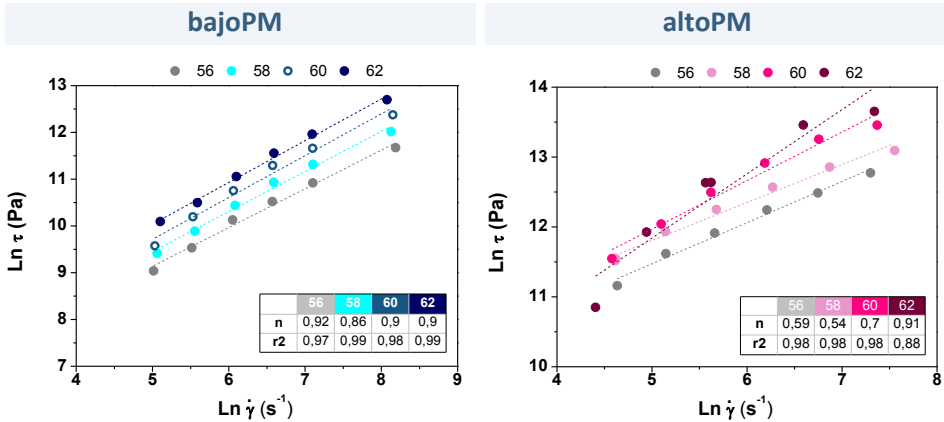 bajoPM
56 58 60 62
13
12
11
10
9
8
7
4 5 6 7 8 9
Ln τ (Pa)
Ln γ̇ (s⁻¹)
56 58 60 62
n 0,92 0,86 0,9 0,9
r2 0,97 0,99 0,98 0,99
altoPM
56 58 60 62
14
13
12
11
10
4 5 6 7 8
Ln τ (Pa)
Ln γ̇ (s⁻¹)
56 58 60 62
n 0,59 0,54 0,7 0,91
r2 0,98 0,98 0,98 0,88